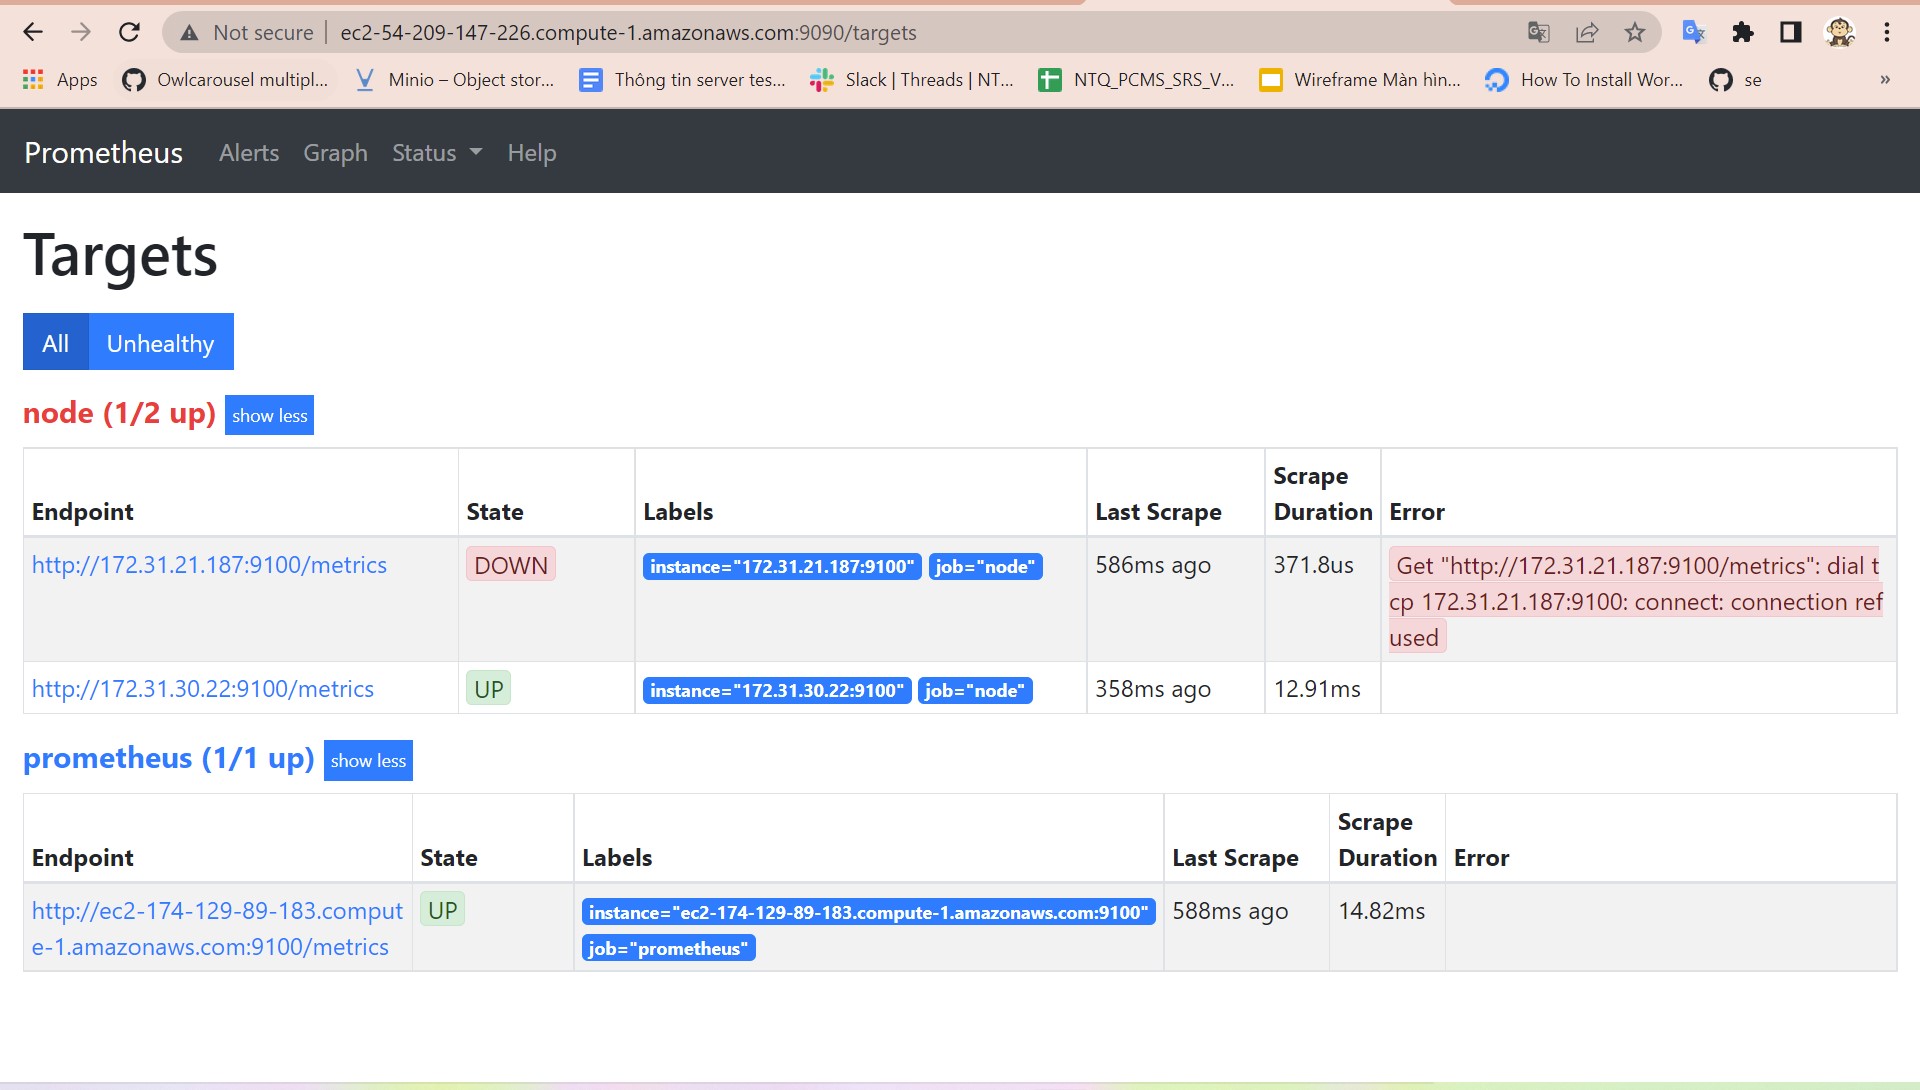 Not secure
ec2-54-209-147-226.compute-1.amazonaws.com:9090/targets
Apps
Owlcarousel multipl...
Minio – Object stor...
Thông tin server tes...
Slack | Threads | NT...
NTQ_PCMS_SRS_V...
Wireframe Màn hìn...
How To Install Wor...
se
»
Prometheus
Alerts
Graph
Status
Help
Targets
All
Unhealthy
node (1/2 up)
show less
Endpoint
State
Labels
Last Scrape
Scrape
Duration
Error
http://172.31.21.187:9100/metrics
DOWN
instance="172.31.21.187:9100"
job="node"
586ms ago
371.8us
Get "http://172.31.21.187:9100/metrics": dial t
cp 172.31.21.187:9100: connect: connection ref
used
http://172.31.30.22:9100/metrics
UP
instance="172.31.30.22:9100"
job="node"
358ms ago
12.91ms
prometheus (1/1 up)
show less
Endpoint
State
Labels
Last Scrape
Scrape
Duration
Error
http://ec2-174-129-89-183.comput
e-1.amazonaws.com:9100/metrics
UP
instance="ec2-174-129-89-183.compute-1.amazonaws.com:9100"
job="prometheus"
588ms ago
14.82ms